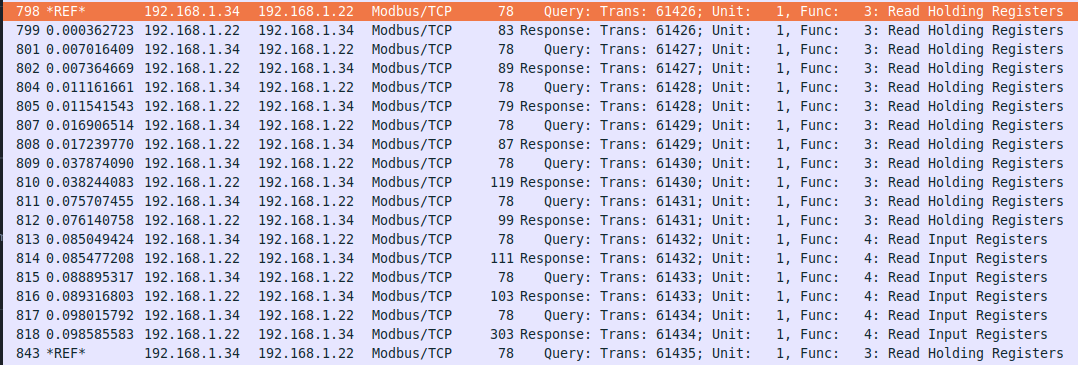 798 *REF* 192.168.1.34 192.168.1.22 Modbus/TCP 78 Query: Trans: 61426; Unit: 1, Func: 3: Read Holding Registers
799 0.000362723 192.168.1.22 192.168.1.34 Modbus/TCP 83 Response: Trans: 61426; Unit: 1, Func: 3: Read Holding Registers
801 0.007016409 192.168.1.34 192.168.1.22 Modbus/TCP 78 Query: Trans: 61427; Unit: 1, Func: 3: Read Holding Registers
802 0.007364669 192.168.1.22 192.168.1.34 Modbus/TCP 89 Response: Trans: 61427; Unit: 1, Func: 3: Read Holding Registers
804 0.011161661 192.168.1.34 192.168.1.22 Modbus/TCP 78 Query: Trans: 61428; Unit: 1, Func: 3: Read Holding Registers
805 0.011541543 192.168.1.22 192.168.1.34 Modbus/TCP 79 Response: Trans: 61428; Unit: 1, Func: 3: Read Holding Registers
807 0.016906514 192.168.1.34 192.168.1.22 Modbus/TCP 78 Query: Trans: 61429; Unit: 1, Func: 3: Read Holding Registers
808 0.017239770 192.168.1.22 192.168.1.34 Modbus/TCP 87 Response: Trans: 61429; Unit: 1, Func: 3: Read Holding Registers
809 0.037874090 192.168.1.34 192.168.1.22 Modbus/TCP 78 Query: Trans: 61430; Unit: 1, Func: 3: Read Holding Registers
810 0.038244083 192.168.1.22 192.168.1.34 Modbus/TCP 119 Response: Trans: 61430; Unit: 1, Func: 3: Read Holding Registers
811 0.075707455 192.168.1.34 192.168.1.22 Modbus/TCP 78 Query: Trans: 61431; Unit: 1, Func: 3: Read Holding Registers
812 0.076140758 192.168.1.22 192.168.1.34 Modbus/TCP 99 Response: Trans: 61431; Unit: 1, Func: 3: Read Holding Registers
813 0.085049424 192.168.1.34 192.168.1.22 Modbus/TCP 78 Query: Trans: 61432; Unit: 1, Func: 4: Read Input Registers
814 0.085477208 192.168.1.22 192.168.1.34 Modbus/TCP 111 Response: Trans: 61432; Unit: 1, Func: 4: Read Input Registers
815 0.088895317 192.168.1.34 192.168.1.22 Modbus/TCP 78 Query: Trans: 61433; Unit: 1, Func: 4: Read Input Registers
816 0.089316803 192.168.1.22 192.168.1.34 Modbus/TCP 103 Response: Trans: 61433; Unit: 1, Func: 4: Read Input Registers
817 0.098015792 192.168.1.34 192.168.1.22 Modbus/TCP 78 Query: Trans: 61434; Unit: 1, Func: 4: Read Input Registers
818 0.098585583 192.168.1.22 192.168.1.34 Modbus/TCP 303 Response: Trans: 61434; Unit: 1, Func: 4: Read Input Registers
843 *REF* 192.168.1.34 192.168.1.22 Modbus/TCP 78 Query: Trans: 61435; Unit: 1, Func: 3: Read Holding Registers